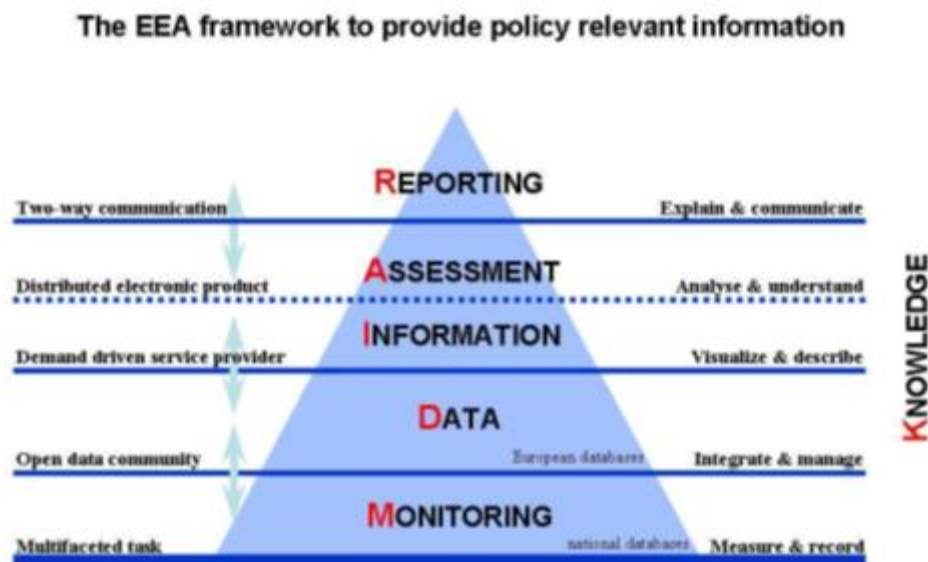 The EEA framework to provide policy relevant information
REPORTING
Two-way communication
Explain & communicate
ASSESSMENT
Distributed electronic product
Analyse & understand
INFORMATION
Demand driven service provider
Visualize & describe
DATA
Open data community
European databases
Integrate & manage
MONITORING
Multifaceted task
national databases
Measure & record
KNOWLEDGE